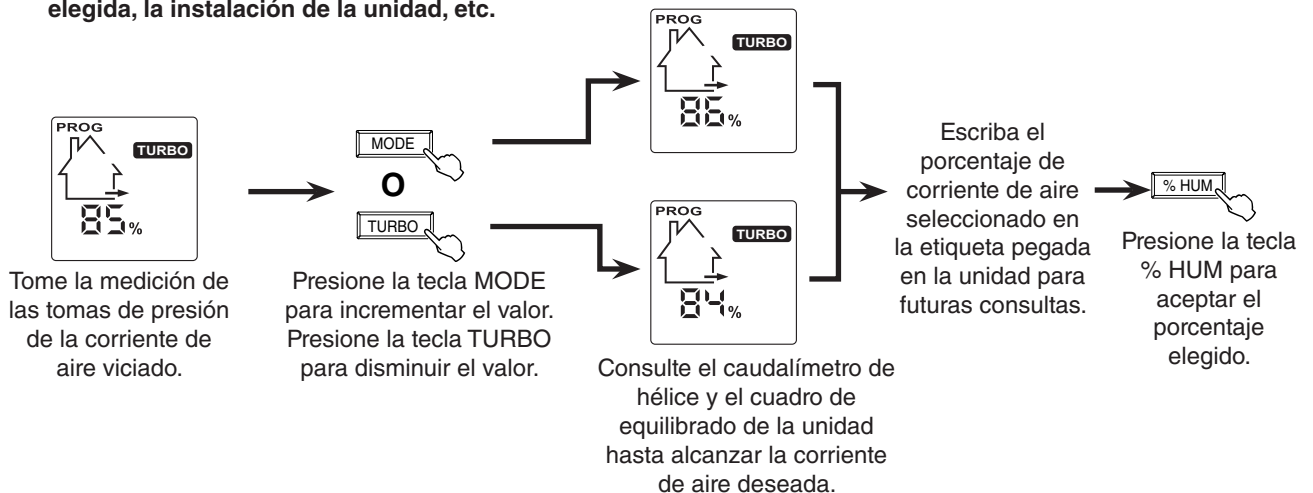 elegida, la instalación de la unidad, etc.
PROG
TURBO
85%
Tome la medición de
las tomas de presión
de la corriente de
aire viciado.
MODE
O
TURBO
Presione la tecla MODE
para incrementar el valor.
Presione la tecla TURBO
para disminuir el valor.
PROG
TURBO
86%
PROG
TURBO
84%
Consulte el caudalímetro de
hélice y el cuadro de
equilibrado de la unidad
hasta alcanzar la corriente
de aire deseada.
Escriba el
porcentaje de
corriente de aire
seleccionado en
la etiqueta pegada
en la unidad para
futuras consultas.
% HUM
Presione la tecla
% HUM para
aceptar el
porcentaje
elegido.